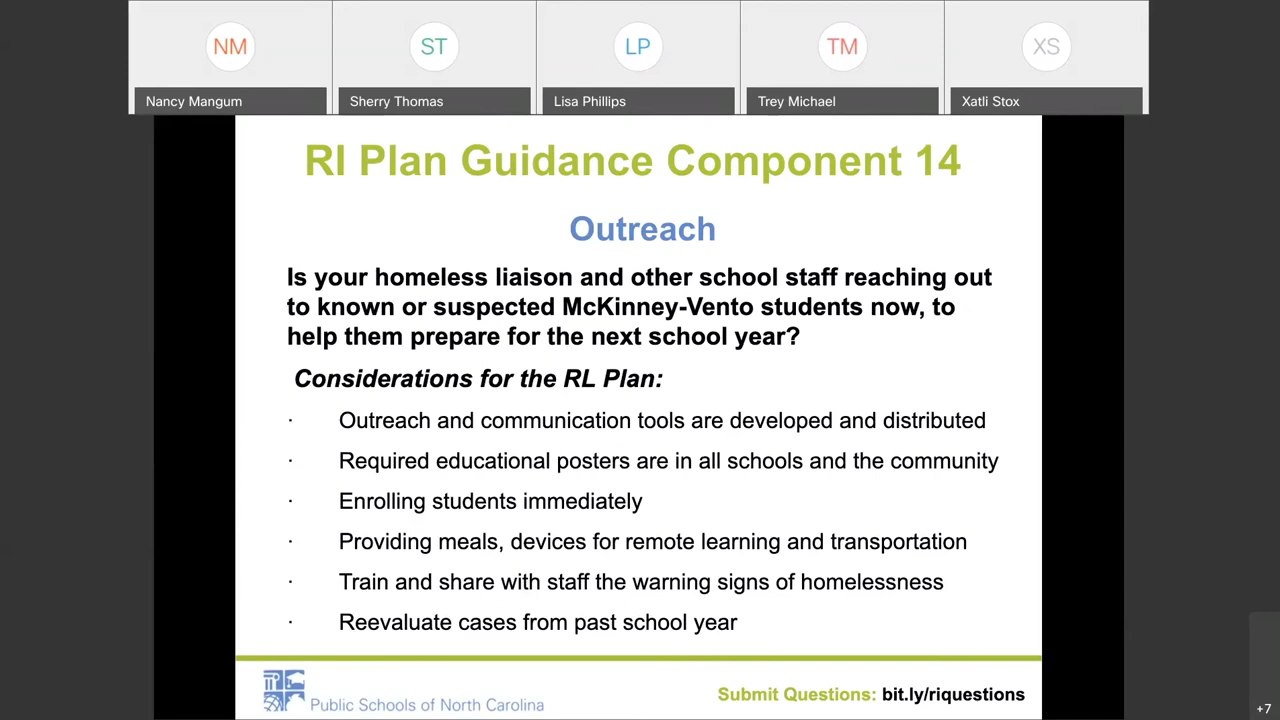 NM
ST
LP
TM
XS
Nancy Mangum
Sherry Thomas
Lisa Phillips
Trey Michael
Xatli Stox
RI Plan Guidance Component 14
Outreach
Is your homeless liaison and other school staff reaching out
to known or suspected McKinney-Vento students now, to
help them prepare for the next school year?
Considerations for the RL Plan:
· Outreach and communication tools are developed and distributed
· Required educational posters are in all schools and the community
· Enrolling students immediately
· Providing meals, devices for remote learning and transportation
· Train and share with staff the warning signs of homelessness
· Reevaluate cases from past school year
Public Schools of North Carolina
Submit Questions: bit.ly/riquestions
+7